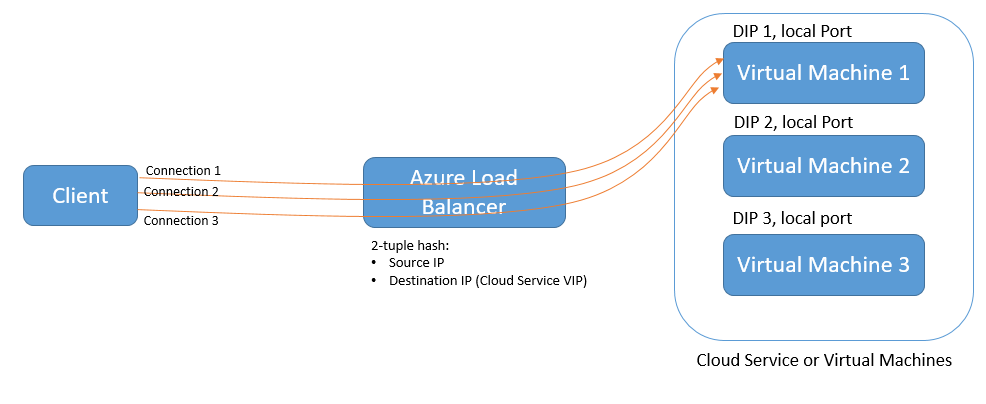 DIP 1, local Port
Virtual Machine 1
DIP 2, local Port
Virtual Machine 2
DIP 3, local port
Virtual Machine 3
Cloud Service or Virtual Machines
Client
Connection 1
Connection 2
Connection 3
Azure Load
Balancer
2-tuple hash:
• Source IP
• Destination IP (Cloud Service VIP)